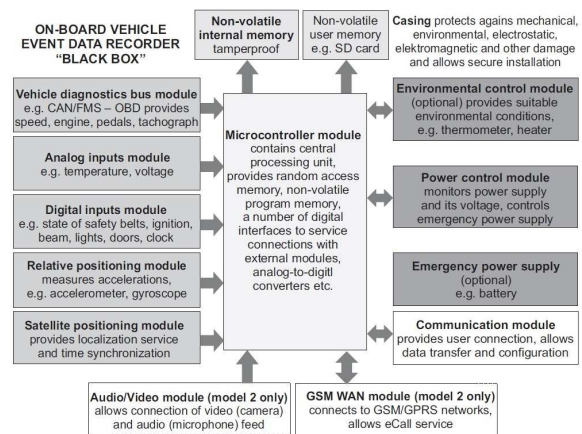 ON-BOARD VEHICLE
EVENT DATA RECORDER
"BLACK BOX"
Non-volatile
internal memory
tamperproof
Non-volatile
user memory
e.g. SD card
Casing protects agains mechanical,
environmental, electrostatic,
elektromagnetic and other damage
and allows secure installation
Vehicle diagnostics bus module
e.g. CAN/FMS – OBD provides
speed, engine, pedals, tachograph
Analog inputs module
e.g. temperature, voltage
Digital inputs module
e.g. state of safety belts, ignition,
beam, lights, doors, clock
Relative positioning module
measures accelerations,
e.g. accelerometer, gyroscope
Satellite positioning module
provides localization service
and time synchronization
Microcontroller module
contains central
processing unit,
provides random access
memory, non-volatile
program memory,
a number of digital
interfaces to service
connections with
external modules,
analog-to-digitl
converters etc.
Environmental control module
(optional) provides suitable
environmental conditions,
e.g. thermometer, heater
Power control module
monitors power supply
and its voltage, controls
emergency power supply
Emergency power supply
(optional)
e.g. battery
Communication module
provides user connection, allows
data transfer and configuration
Audio/Video module (model 2 only)
allows connection of video (camera)
and audio (microphone) feed
GSM WAN module (model 2 only)
connects to GSM/GPRS networks,
allows eCall service